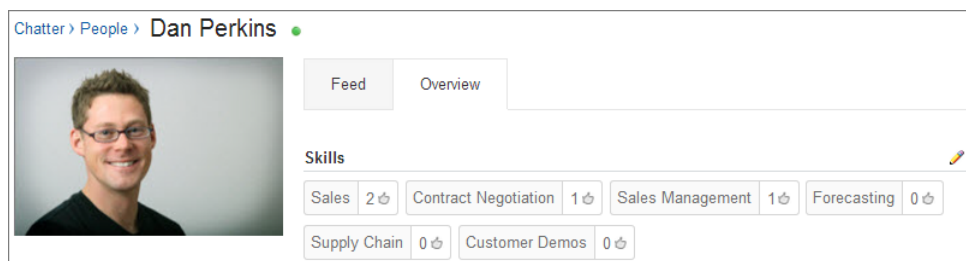 Chatter › People › Dan Perkins
Feed Overview
Skills
Sales 2 Contract Negotiation 1 Sales Management 1 Forecasting 0
Supply Chain 0 Customer Demos 0